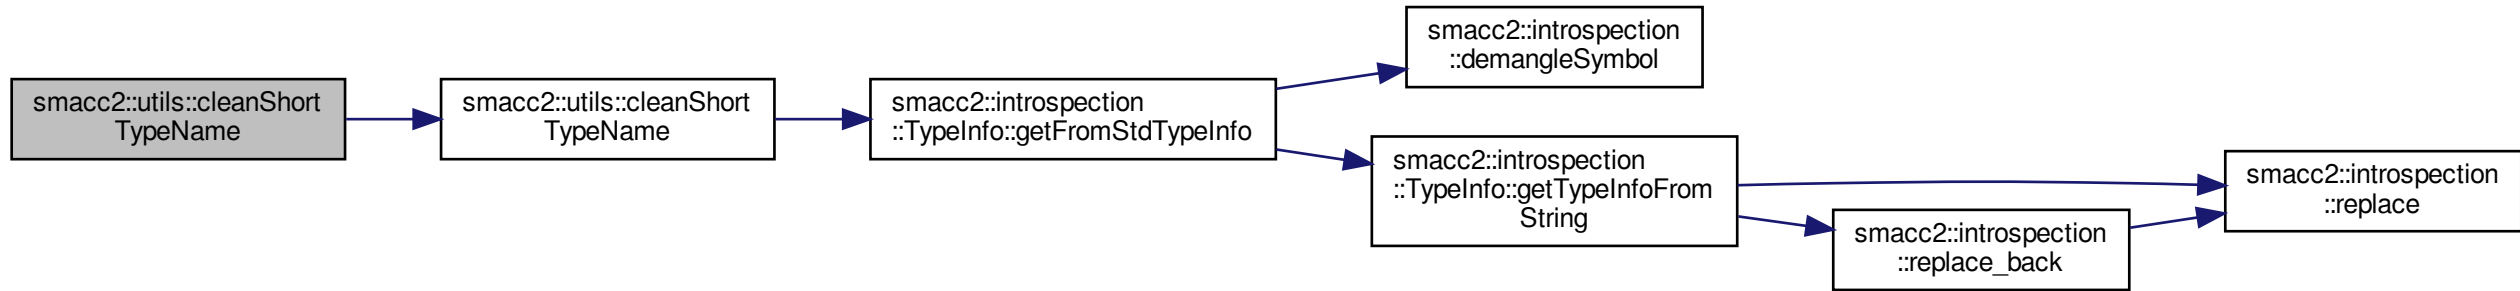 smacc2::utils::cleanShort
TypeName
smacc2::utils::cleanShort
TypeName
smacc2::introspection
::TypeInfo::getFromStdTypeInfo
smacc2::introspection
::demangleSymbol
smacc2::introspection
::TypeInfo::getTypeInfoFrom
String
smacc2::introspection
::replace_back
smacc2::introspection
::replace